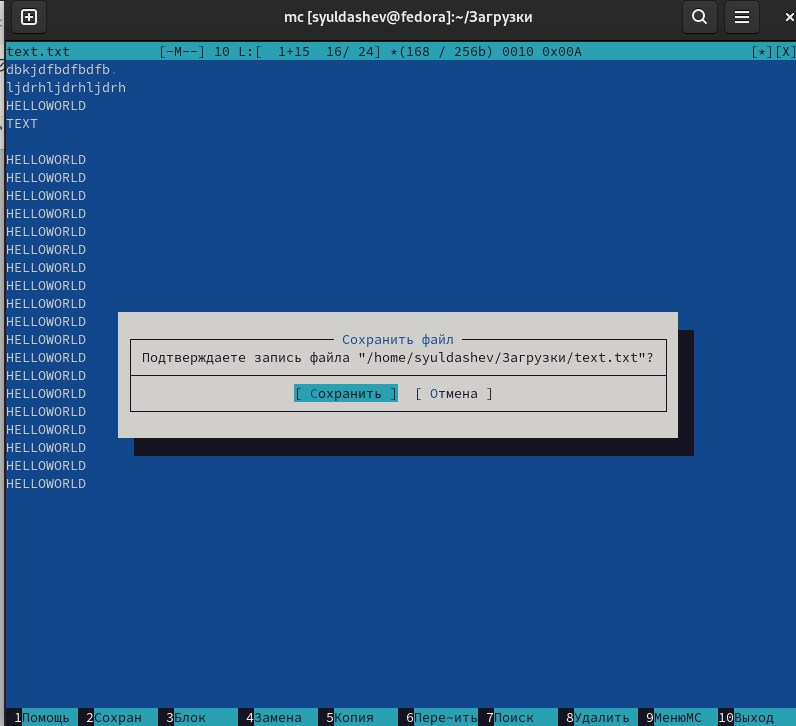 mc [syuldashev@fedora]:~/Загрузки
text.txt [-M--] 10 L:[ 1+15 16/ 24] *(168 / 256b) 0010 0x00A [*][X]
dbkjdfbdfbdfb.
ljdrhljdrhljdrh
HELLOWORLD
TEXT
HELLOWORLD
HELLOWORLD
HELLOWORLD
HELLOWORLD
HELLOWORLD
HELLOWORLD
HELLOWORLD
HELLOWORLD
HELLOWORLD
HELLOWORLD
HELLOWORLD Сохранить файл
HELLOWORLD Подтверждаете запись файла "/home/syuldashev/Загрузки/text.txt"?
HELLOWORLD
HELLOWORLD [ Сохранить ] [ Отмена ]
HELLOWORLD
HELLOWORLD
HELLOWORLD
HELLOWORLD
HELLOWORLD
1Помощь 2Сохран 3Блок 4Замена 5Копия 6Пере~ить 7Поиск 8Удалить 9МенюMC 10Выход